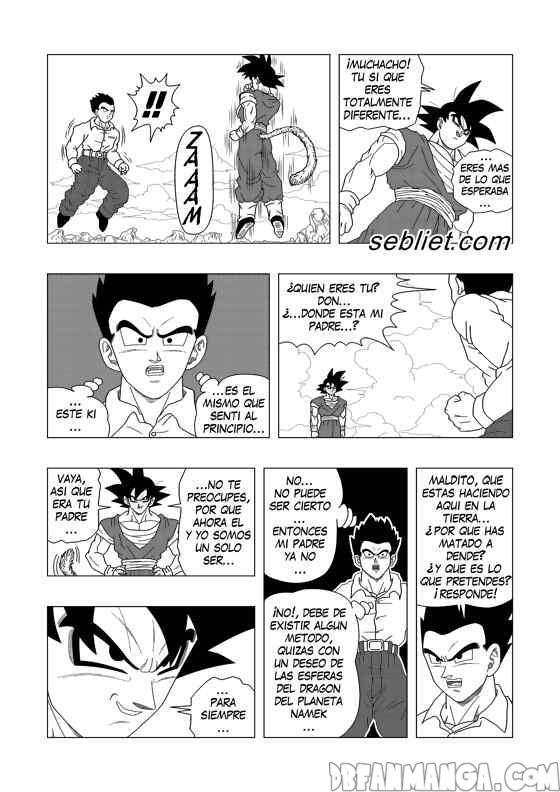 !!
ZAAAM
¡MUCHACHO!
TU SI QUE
ERES
TOTALMENTE
DIFERENTE...
...
ERES MAS
DE LO QUE
ESPERABA
...
sebliet.com
...
ESTE KI
...
...ES EL
MISMO QUE
SENTI AL
PRINCIPIO...
¿QUIEN ERES TU?
DON...
¿...DONDE ESTA MI
PADRE...?
VAYA,
ASI QUE
ERA TU
PADRE
...
...NO TE
PREOCUPES,
POR QUE
AHORA EL
Y YO SOMOS
UN SOLO
SER...
...
PARA
SIEMPRE
...
NO...
NO PUEDE
SER CIERTO
...
ENTONCES
MI PADRE
YA NO
...
¡NO!, DEBE DE
EXISTIR ALGUN
METODO,
QUIZAS CON
UN DESEO DE
LAS ESFERAS
DEL DRAGON
DEL PLANETA
NAMEK
...
MALDITO, QUE
ESTAS HACIENDO
AQUI EN LA
TIERRA...
¿POR QUE HAS
MATADO A
DENDE?
¿Y QUE ES LO
QUE PRETENDES?
¡RESPONDE!
DBFANMANGA.COM